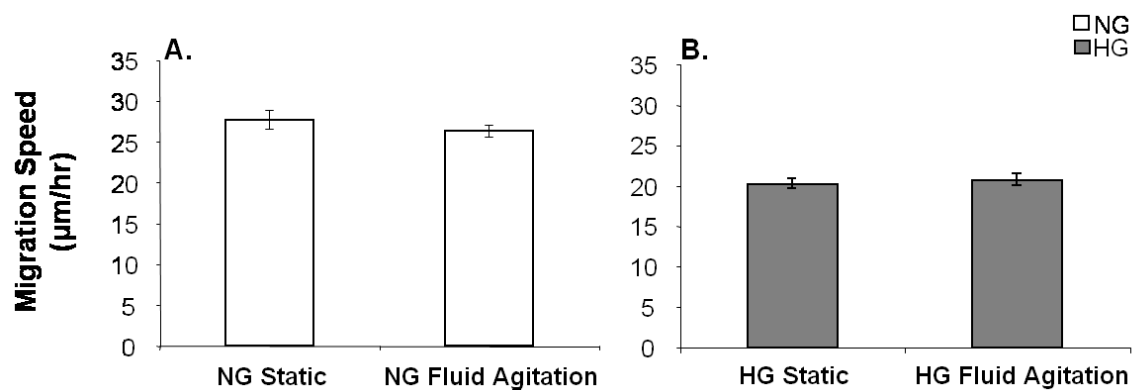 A.
35
30
25
20
15
10
5
0
Migration Speed
(µm/hr)
NG Static
NG Fluid Agitation
B.
35
30
25
20
15
10
5
0
HG Static
HG Fluid Agitation
NG
HG